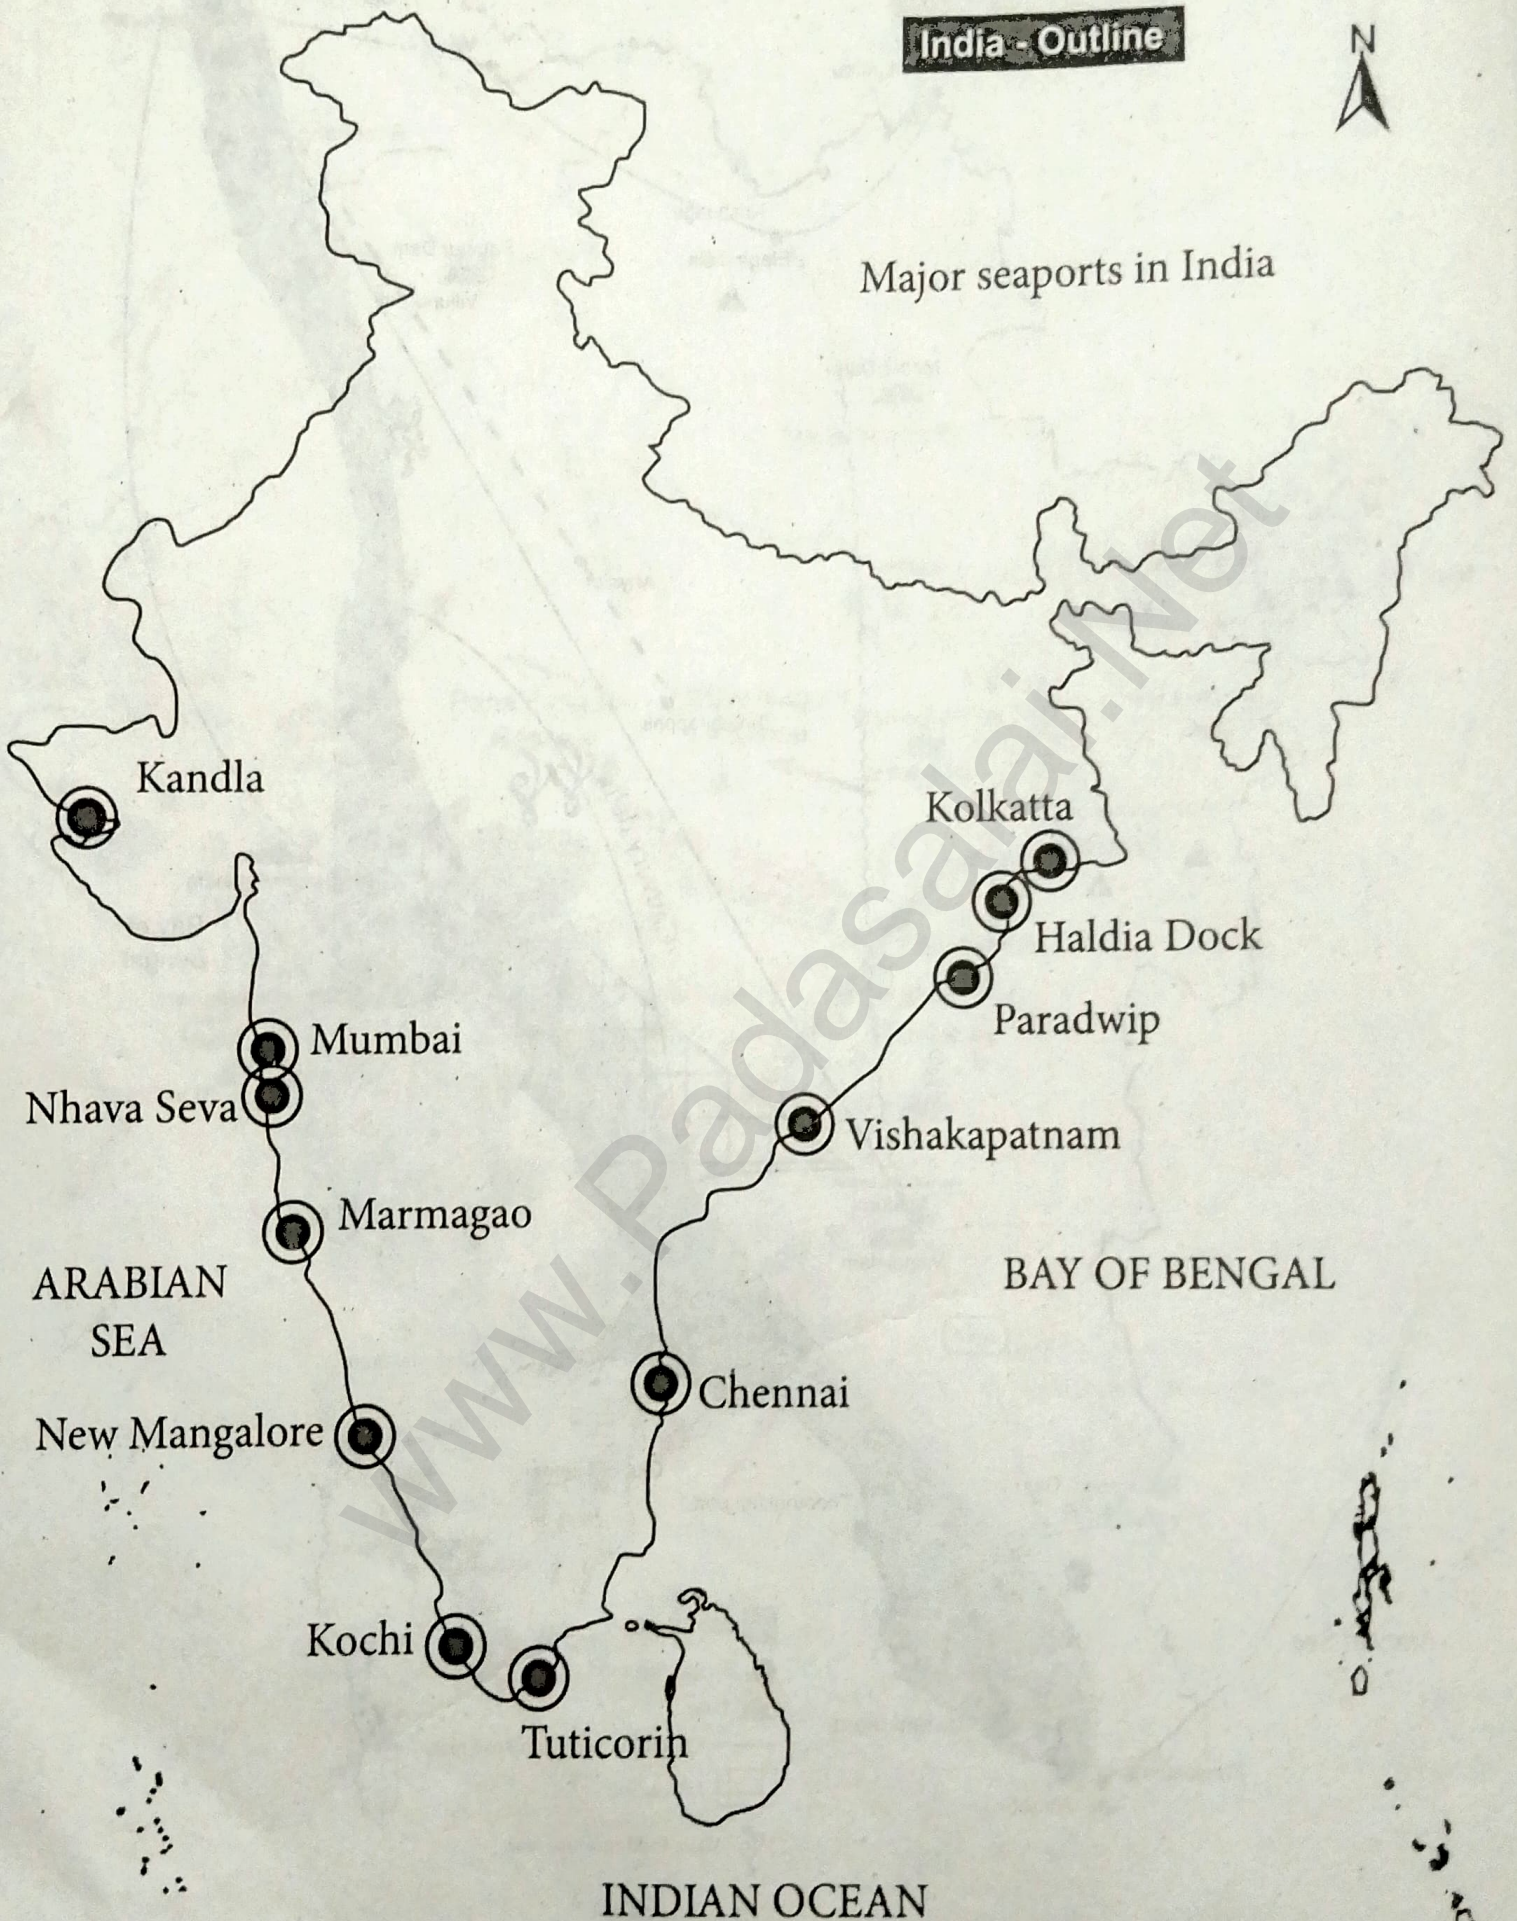 India - Outline
N
Major seaports in India
Kandla
Kolkatta
Haldia Dock
Paradwip
Mumbai
Nhava Seva
Vishakapatnam
Marmagao
ARABIAN
SEA
BAY OF BENGAL
Chennai
New Mangalore
Kochi
Tuticorin
INDIAN OCEAN
www.Padasalai.Net